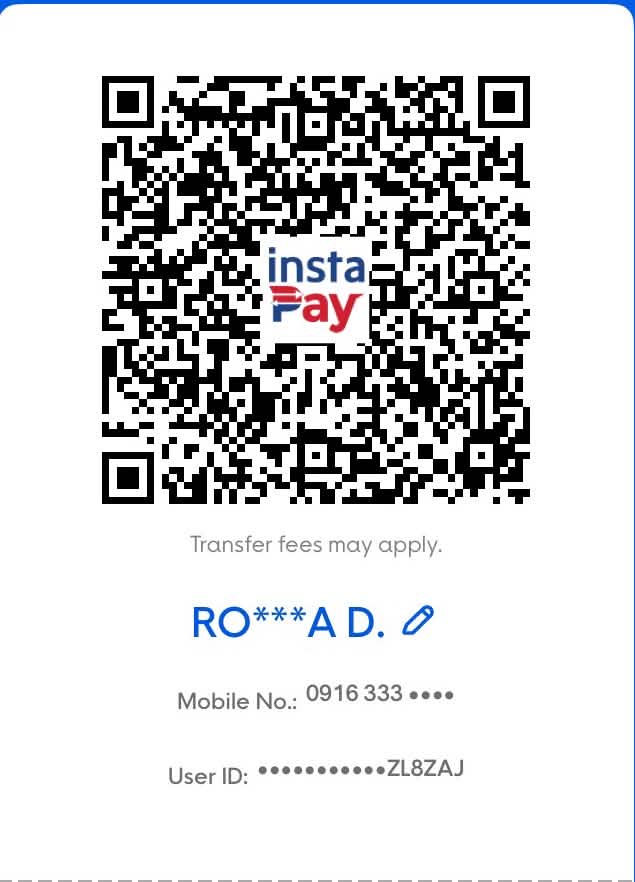 insta
Pay
Transfer fees may apply.
RO***A D.
Mobile No.: 0916 333 ••••
User ID: •••••••••••ZL8ZAJ